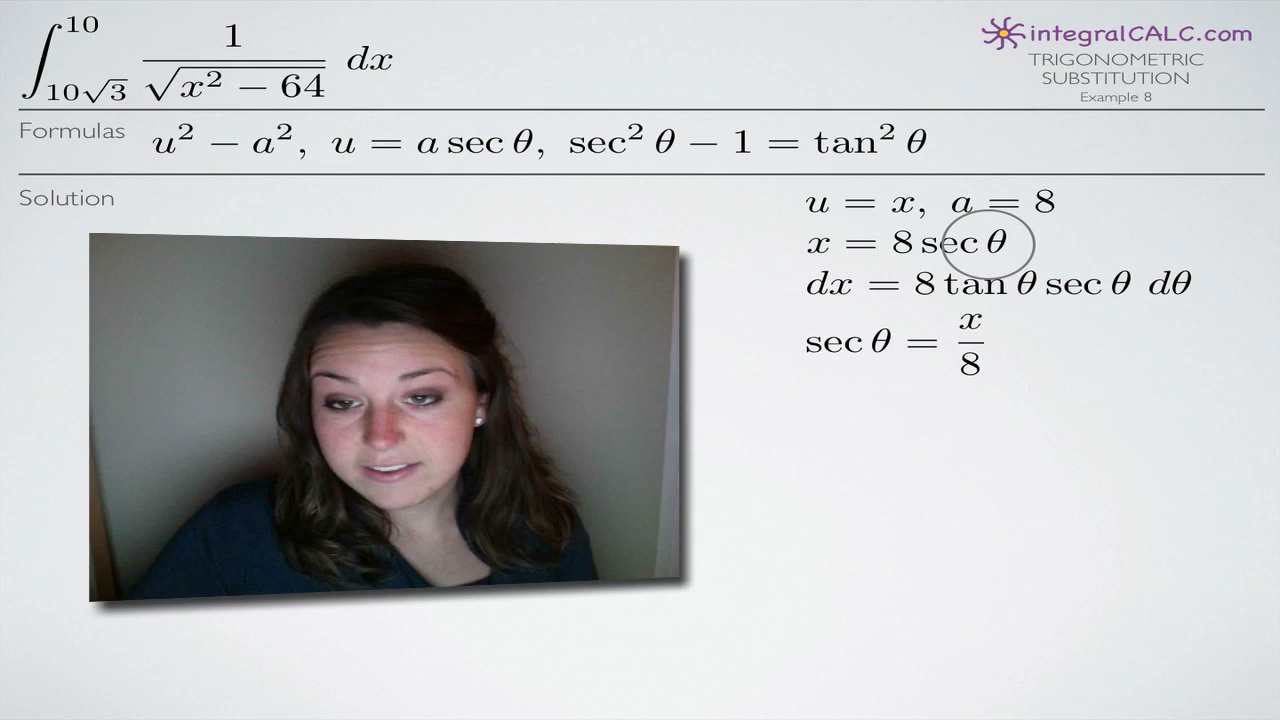 ∫_{10√3}^{10} 1/√(x² − 64) dx
integralCALC.com
TRIGONOMETRIC
SUBSTITUTION
Example 8
Formulas u² − a², u = a sec θ, sec² θ − 1 = tan² θ
Solution
u = x, a = 8
x = 8 sec θ
dx = 8 tan θ sec θ dθ
sec θ = x/8